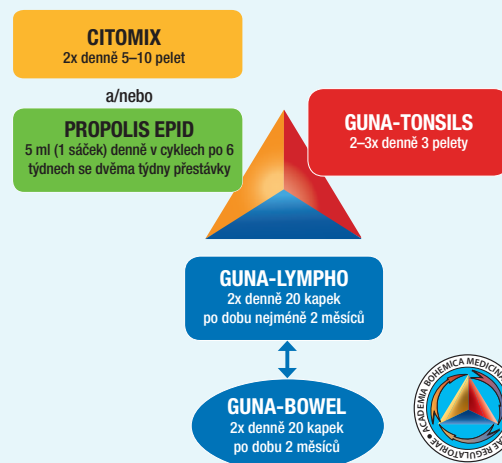 CITOMIX
2x denně 5–10 pelet
a/nebo
PROPOLIS EPID
5 ml (1 sáček) denně v cyklech po 6
týdnech se dvěma týdny přestávky
GUNA-TONSILS
2–3x denně 3 pelety
GUNA-LYMPHO
2x denně 20 kapek
po dobu nejméně 2 měsíců
GUNA-BOWEL
2x denně 20 kapek
po dobu 2 měsíců
ACADEMIA BOHEMICA MEDICINAE REGULATORIAE